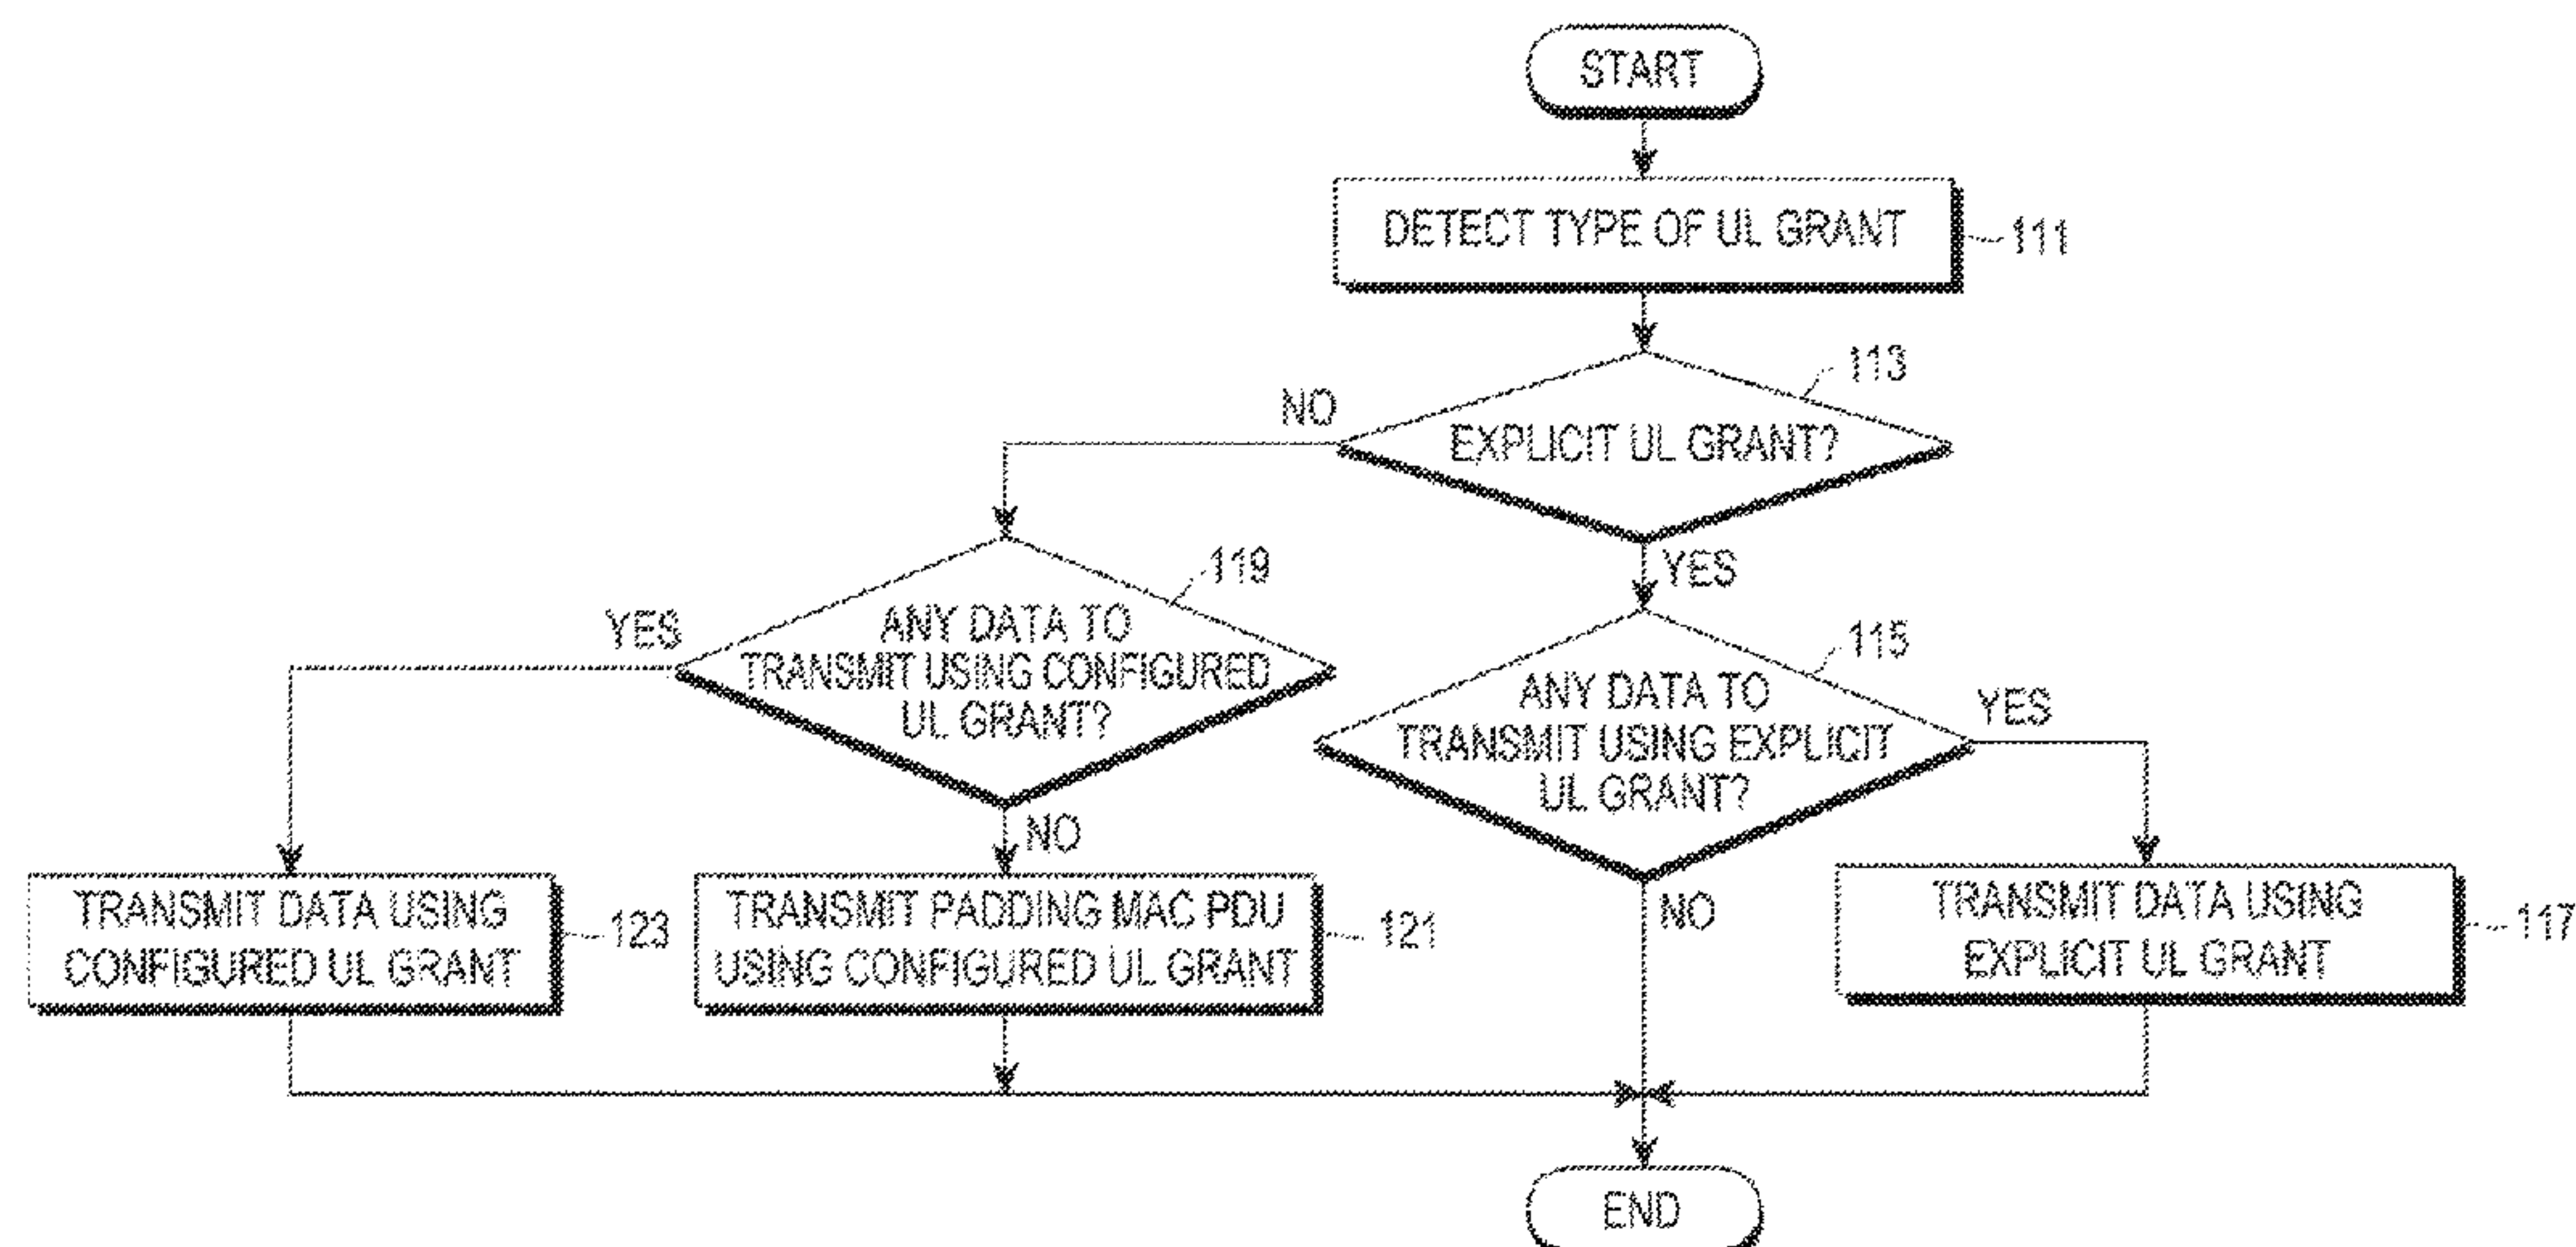 START
DETECT TYPE OF UL GRANT
111
113
NO
EXPLICIT UL GRANT?
YES
119
YES
ANY DATA TO
TRANSMIT USING CONFIGURED
UL GRANT?
NO
115
ANY DATA TO
TRANSMIT USING EXPLICIT
UL GRANT?
YES
NO
TRANSMIT DATA USING
CONFIGURED UL GRANT
123
TRANSMIT PADDING MAC PDU
USING CONFIGURED UL GRANT
121
TRANSMIT DATA USING
EXPLICIT UL GRANT
117
END